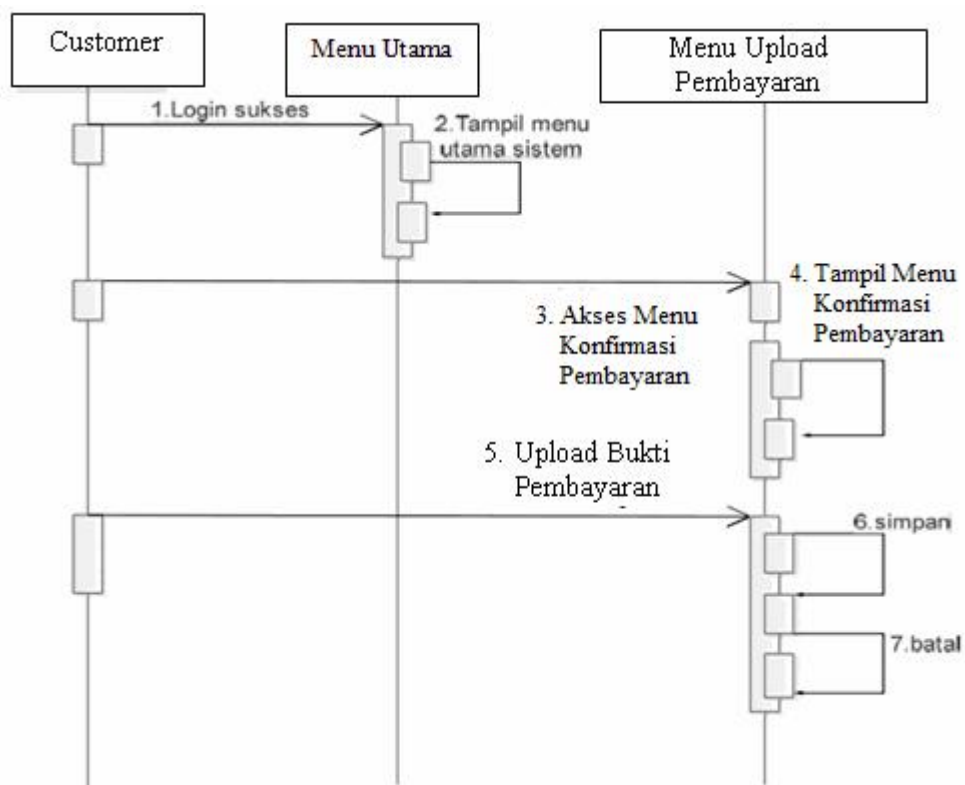 Customer
Menu Utama
Menu Upload
Pembayaran
1.Login sukses
2.Tampil menu
utama sistem
3. Akses Menu
Konfirmasi
Pembayaran
4. Tampil Menu
Konfirmasi
Pembayaran
5. Upload Bukti
Pembayaran
6.simpani
7.batal